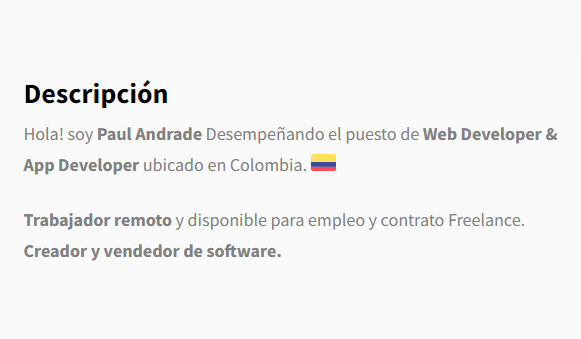 Descripción
Hola! soy Paul Andrade Desempeñando el puesto de Web Developer &
App Developer ubicado en Colombia. 🇨🇴
Trabajador remoto y disponible para empleo y contrato Freelance.
Creador y vendedor de software.